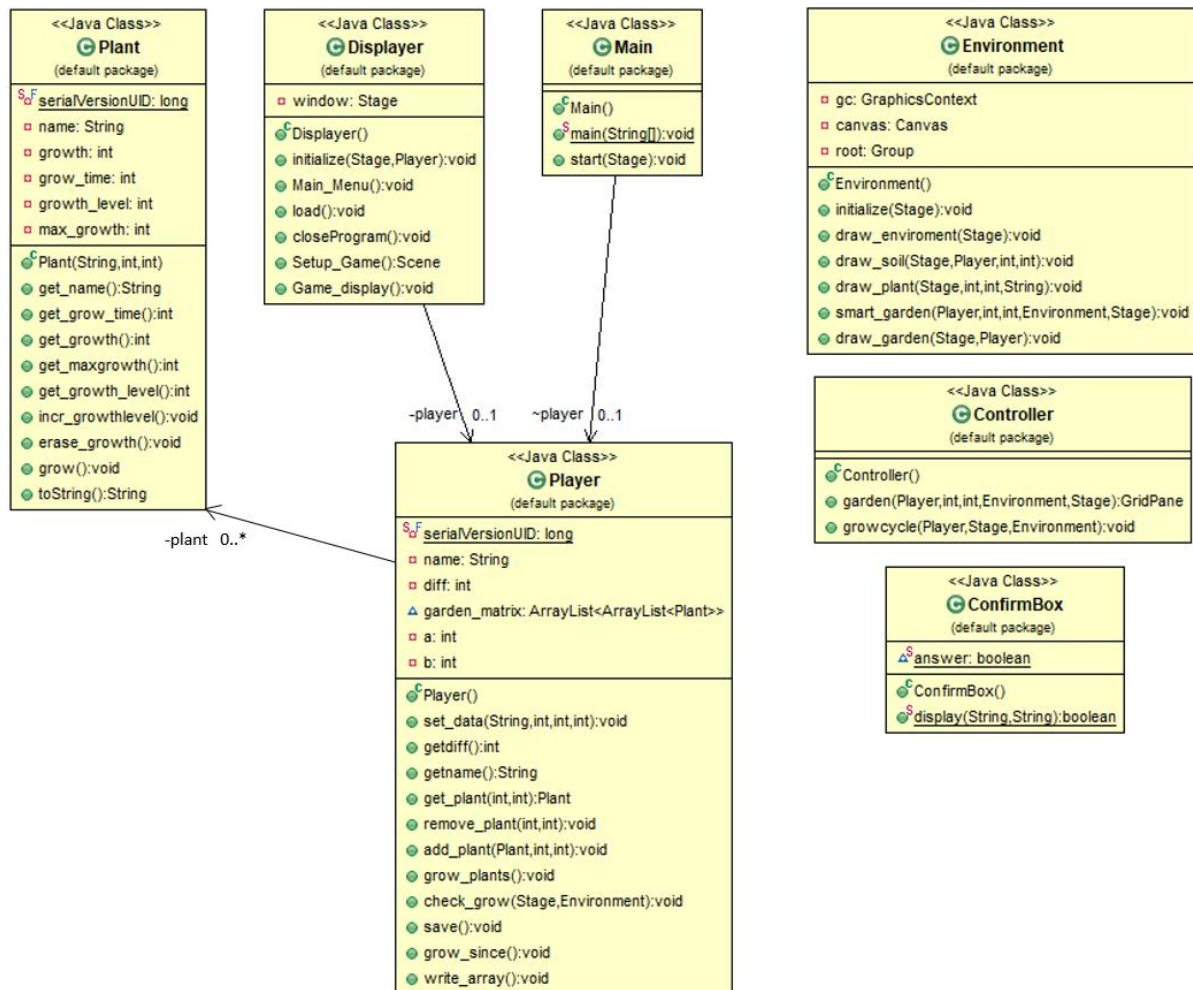 <<Java Class>>
Plant
(default package)
serialVersionUID: long
name: String
growth: int
grow_time: int
growth_level: int
max_growth: int
Plant(String,int,int)
get_name():String
get_grow_time():int
get_growth():int
get_maxgrowth():int
get_growth_level():int
incr_growthlevel():void
erase_growth():void
grow():void
toString():String
<<Java Class>>
Displayer
(default package)
window: Stage
Displayer()
initialize(Stage,Player):void
Main_Menu():void
load():void
closeProgram():void
Setup_Game():Scene
Game_display():void
<<Java Class>>
Main
(default package)
Main()
main(String[]):void
start(Stage):void
<<Java Class>>
Environment
(default package)
gc: GraphicsContext
canvas: Canvas
root: Group
Environment()
initialize(Stage):void
draw_enviroment(Stage):void
draw_soil(Stage,Player,int,int):void
draw_plant(Stage,int,int,String):void
smart_garden(Player,int,int,Environment,Stage):void
draw_garden(Stage,Player):void
<<Java Class>>
Controller
(default package)
Controller()
garden(Player,int,int,Environment,Stage):GridPane
growcycle(Player,Stage,Environment):void
<<Java Class>>
ConfirmBox
(default package)
answer: boolean
ConfirmBox()
display(String,String):boolean
-player 0..1
~player 0..1
-plant 0..*
<<Java Class>>
Player
(default package)
serialVersionUID: long
name: String
diff: int
garden_matrix: ArrayList<ArrayList<Plant>>
a: int
b: int
Player()
set_data(String,int,int,int):void
getdiff():int
getname():String
get_plant(int,int):Plant
remove_plant(int,int):void
add_plant(Plant,int,int):void
grow_plants():void
check_grow(Stage,Environment):void
save():void
grow_since():void
write_array():void